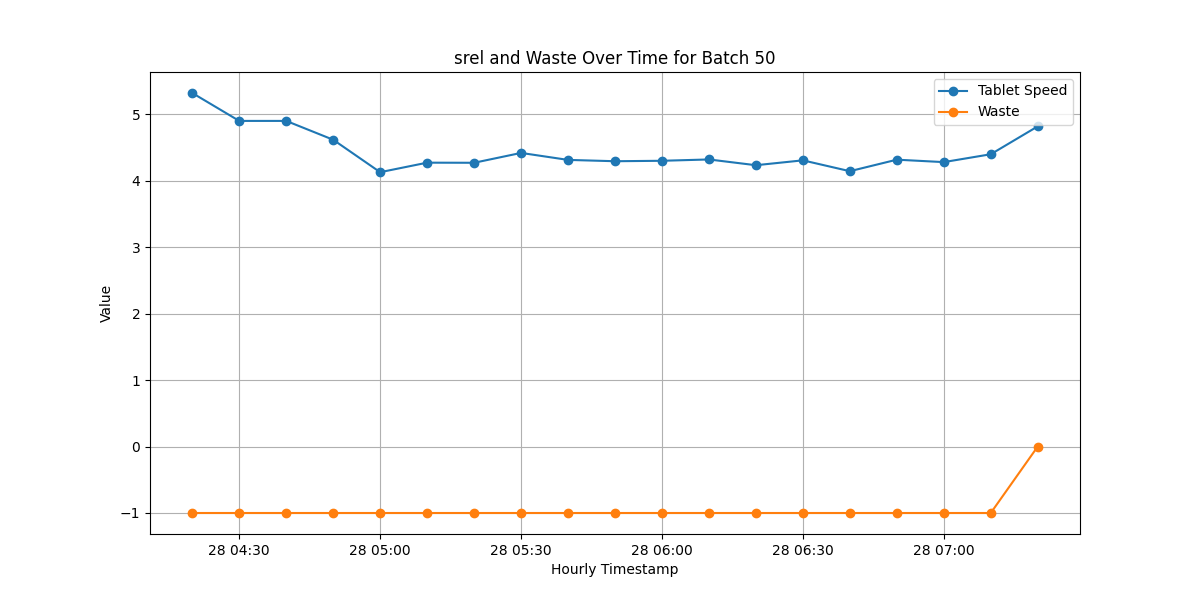 srel and Waste Over Time for Batch 50
Tablet Speed
Waste
5
4
3
2
1
0
−1
Value
28 04:30 28 05:00 28 05:30 28 06:00 28 06:30 28 07:00
Hourly Timestamp